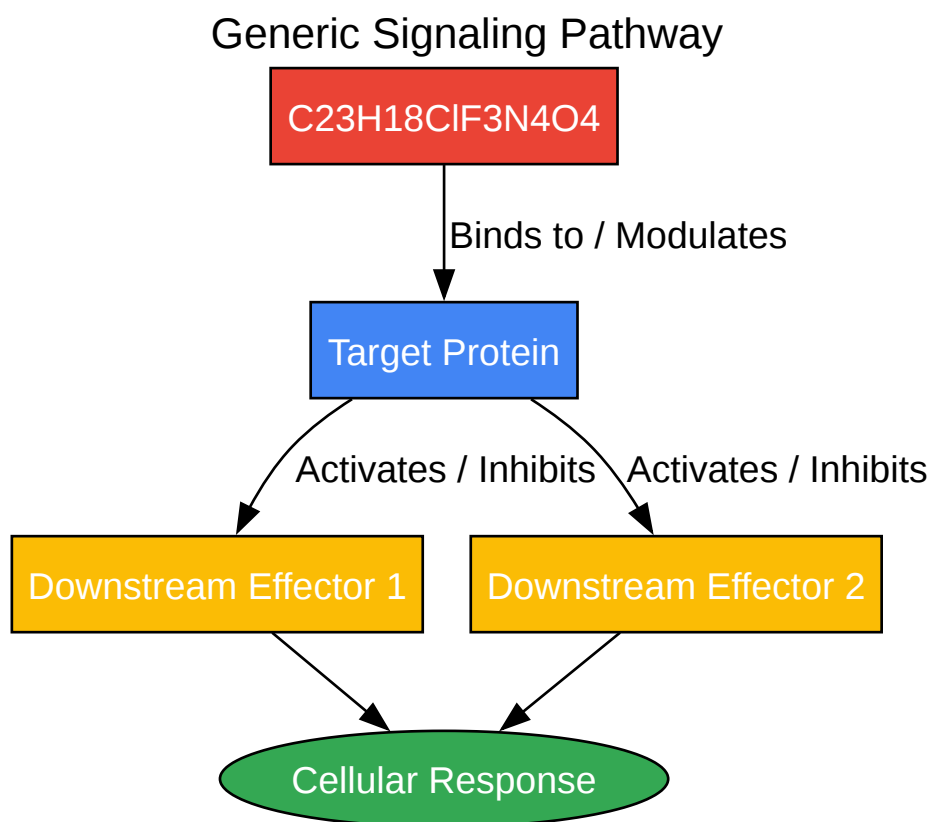 Generic Signaling Pathway
C23H18ClF3N4O4
Binds to / Modulates
Target Protein
Activates / Inhibits
Activates / Inhibits
Downstream Effector 1
Downstream Effector 2
Cellular Response